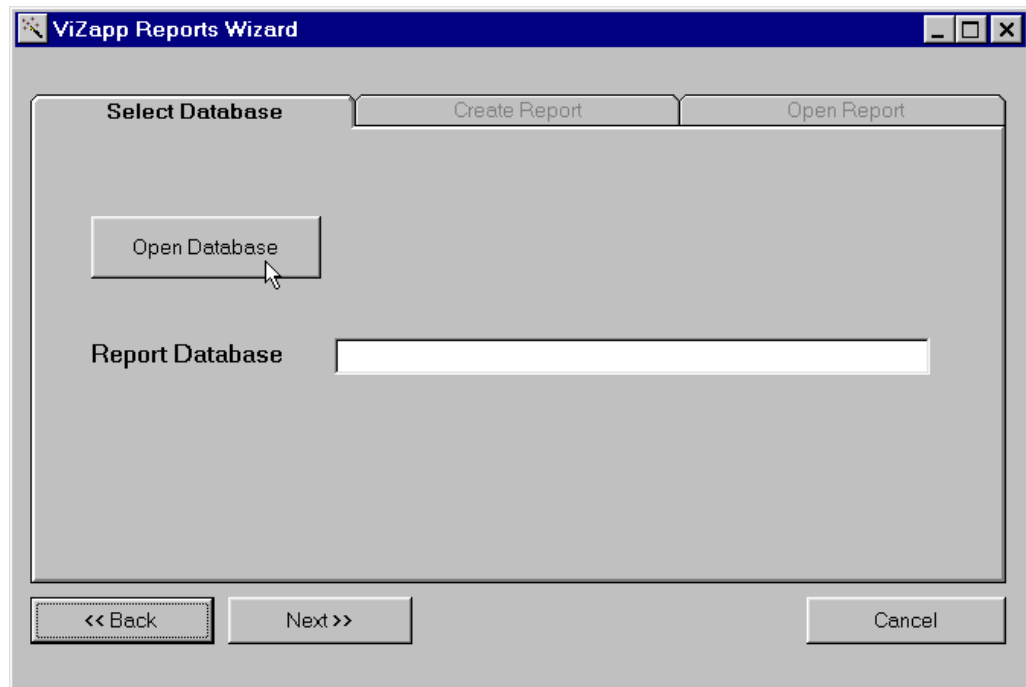 ViZapp Reports Wizard
Select Database Create Report Open Report
Open Database
Report Database
<< Back Next >> Cancel